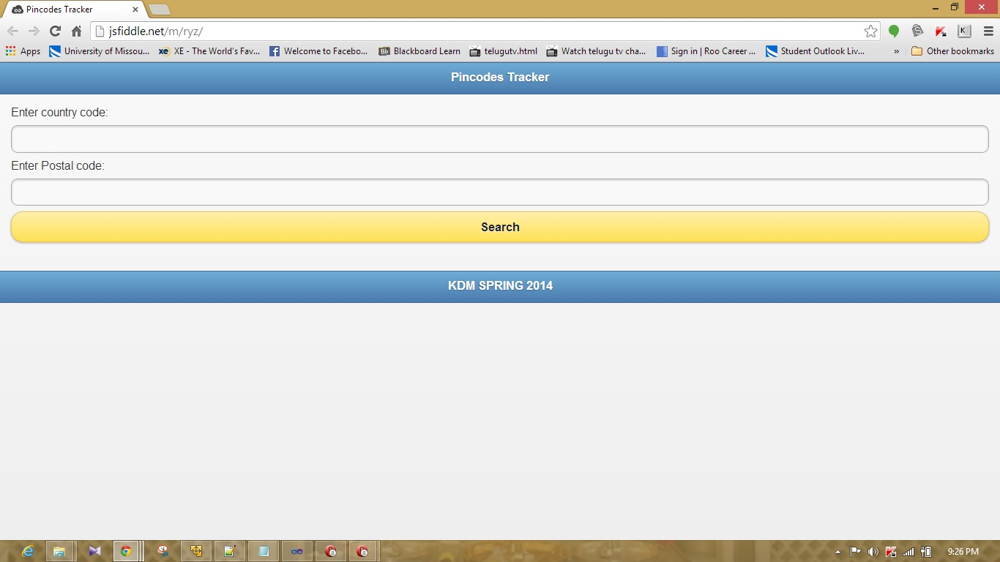 Pincodes Tracker
jsfiddle.net/m/ryz/
Apps University of Missou... XE - The World's Fav... Welcome to Facebo... Bb Blackboard Learn telugutv.html Watch telugu tv cha... Sign in | Roo Career ... Student Outlook Liv... » Other bookmarks
Pincodes Tracker
Enter country code:
Enter Postal code:
Search
KDM SPRING 2014
9:26 PM